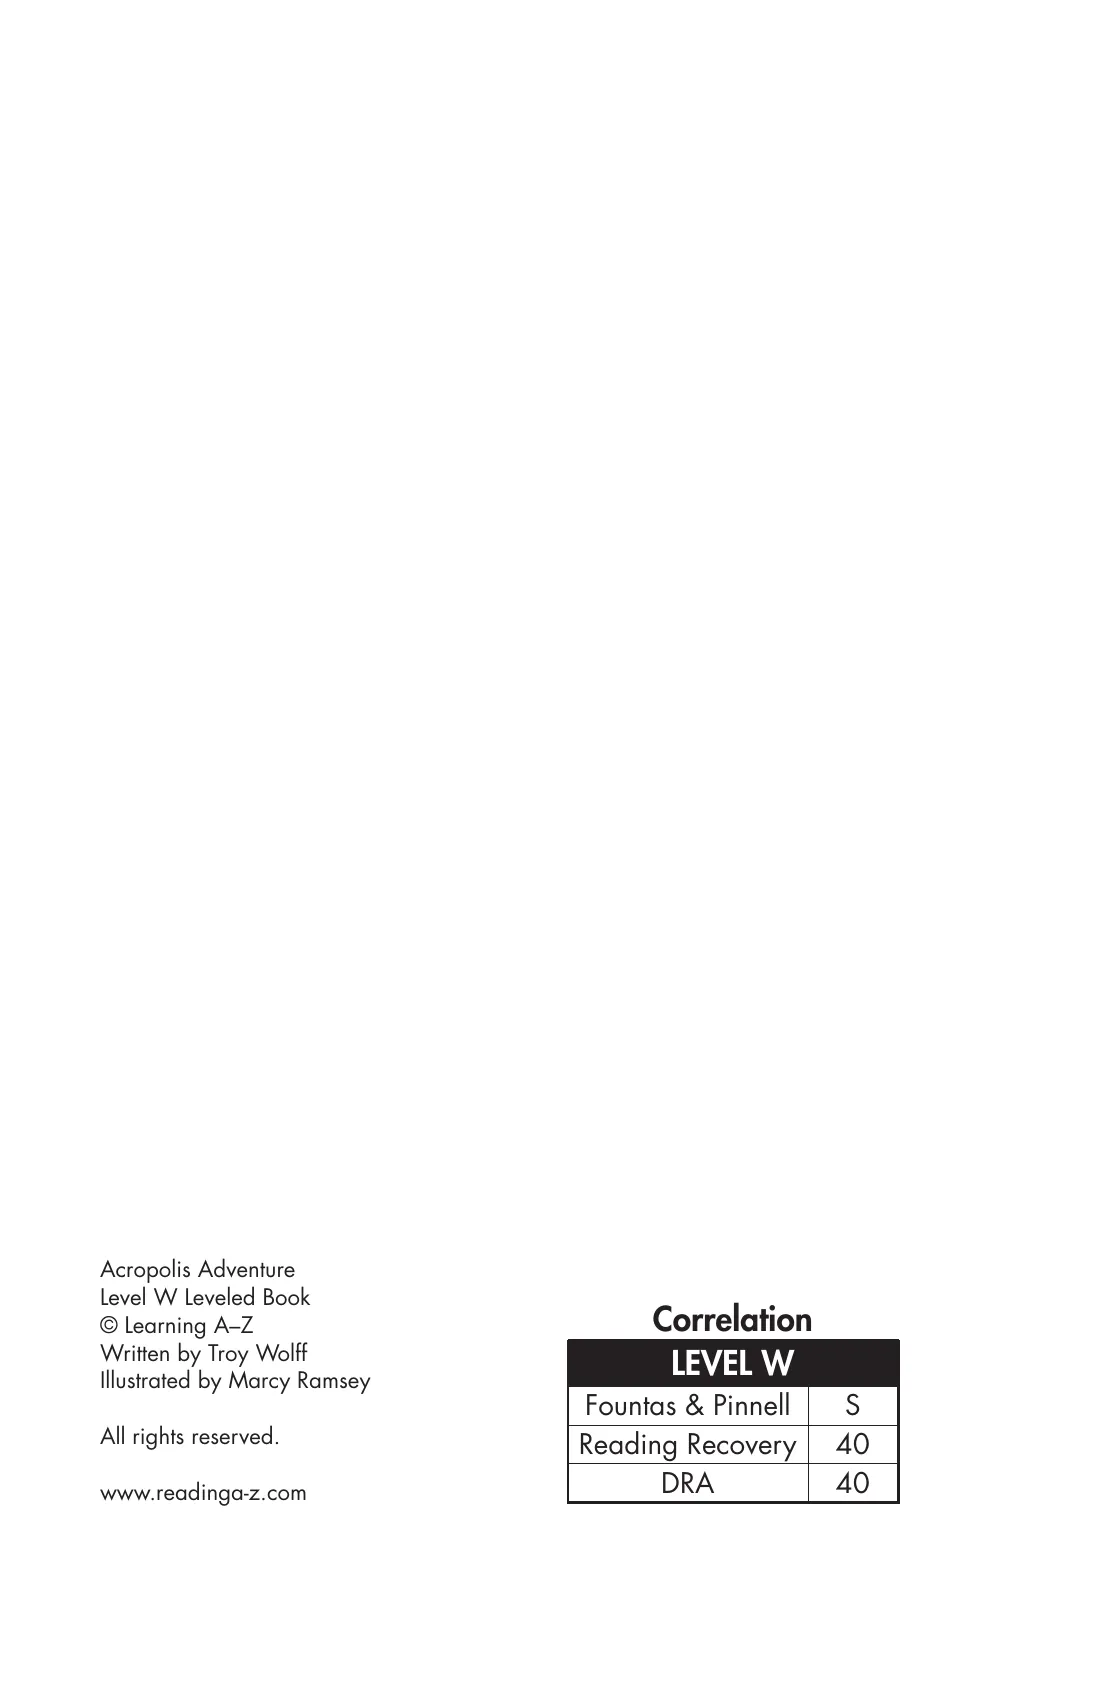 Acropolis Adventure
Level W Leveled Book
© Learning A–Z
Written by Troy Wolff
Illustrated by Marcy Ramsey
All rights reserved.
www.readinga-z.com
Correlation
LEVEL W
Fountas & Pinnell S
Reading Recovery 40
DRA 40